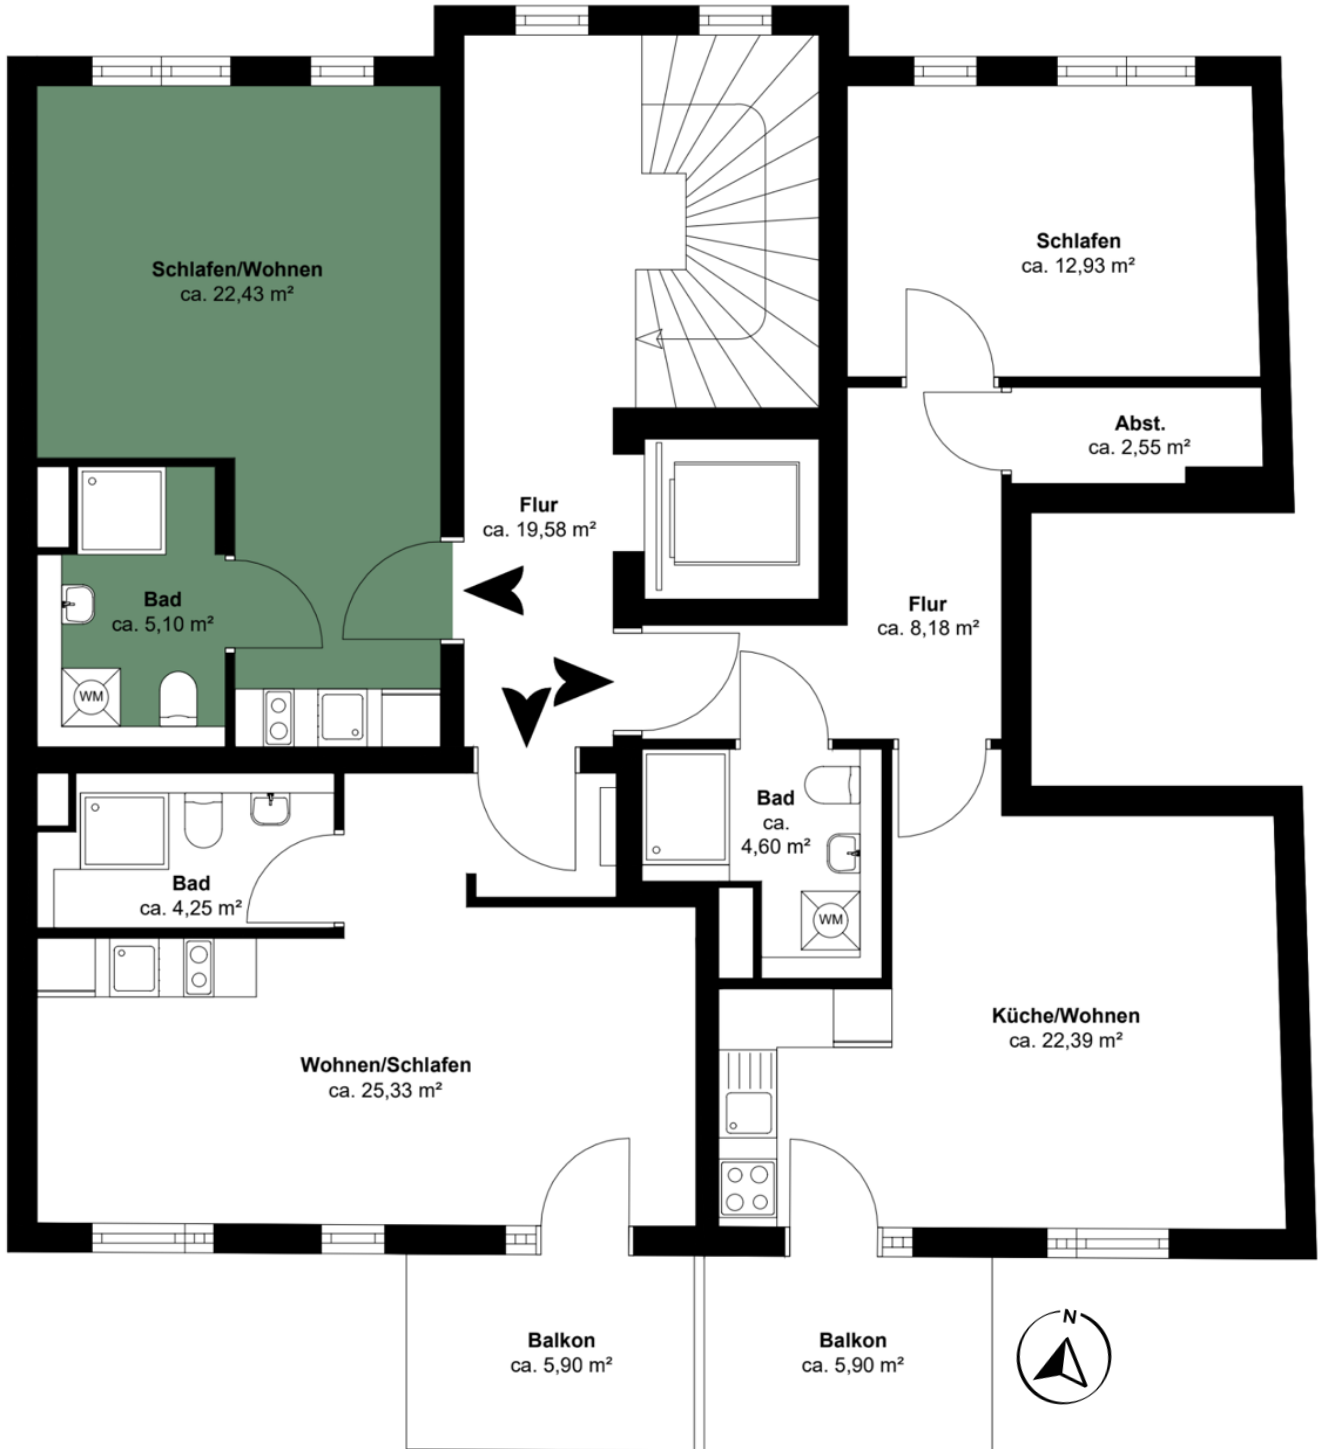 Schlafen/Wohnen
ca. 22,43 m²
Schlafen
ca. 12,93 m²
Abst.
ca. 2,55 m²
Flur
ca. 19,58 m²
Bad
ca. 5,10 m²
Flur
ca. 8,18 m²
WM
Bad
ca.
4,60 m²
Bad
ca. 4,25 m²
WM
Küche/Wohnen
ca. 22,39 m²
Wohnen/Schlafen
ca. 25,33 m²
N
Balkon
ca. 5,90 m²
Balkon
ca. 5,90 m²